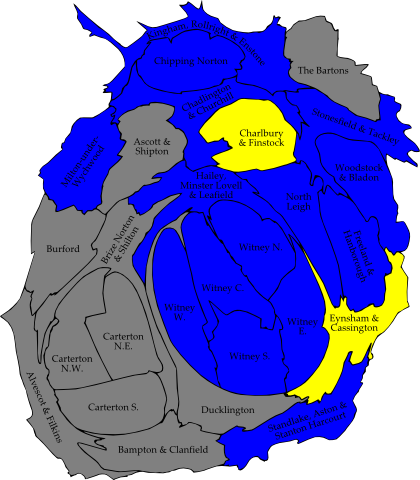 Kingham, Rollright & Enstone
Chipping Norton
The Bartons
Chadlington
& Churchill
Stonesfield & Tackley
Charlbury
& Finstock
Ascott &
Shipton
Milton-under-
Wychwood
Woodstock
& Bladon
Hailey,
Minster Lovell
& Leafield
North
Leigh
Freeland &
Hanborough
Brize Norton
& Shilton
Burford
Witney N.
Witney C.
Witney
W.
Witney
E.
Eynsham &
Cassington
Carterton
N.E.
Carterton
N.W.
Witney S.
Alvescot & Filkins
Carterton S.
Ducklington
Standlake, Aston &
Stanton Harcourt
Bampton & Clanfield